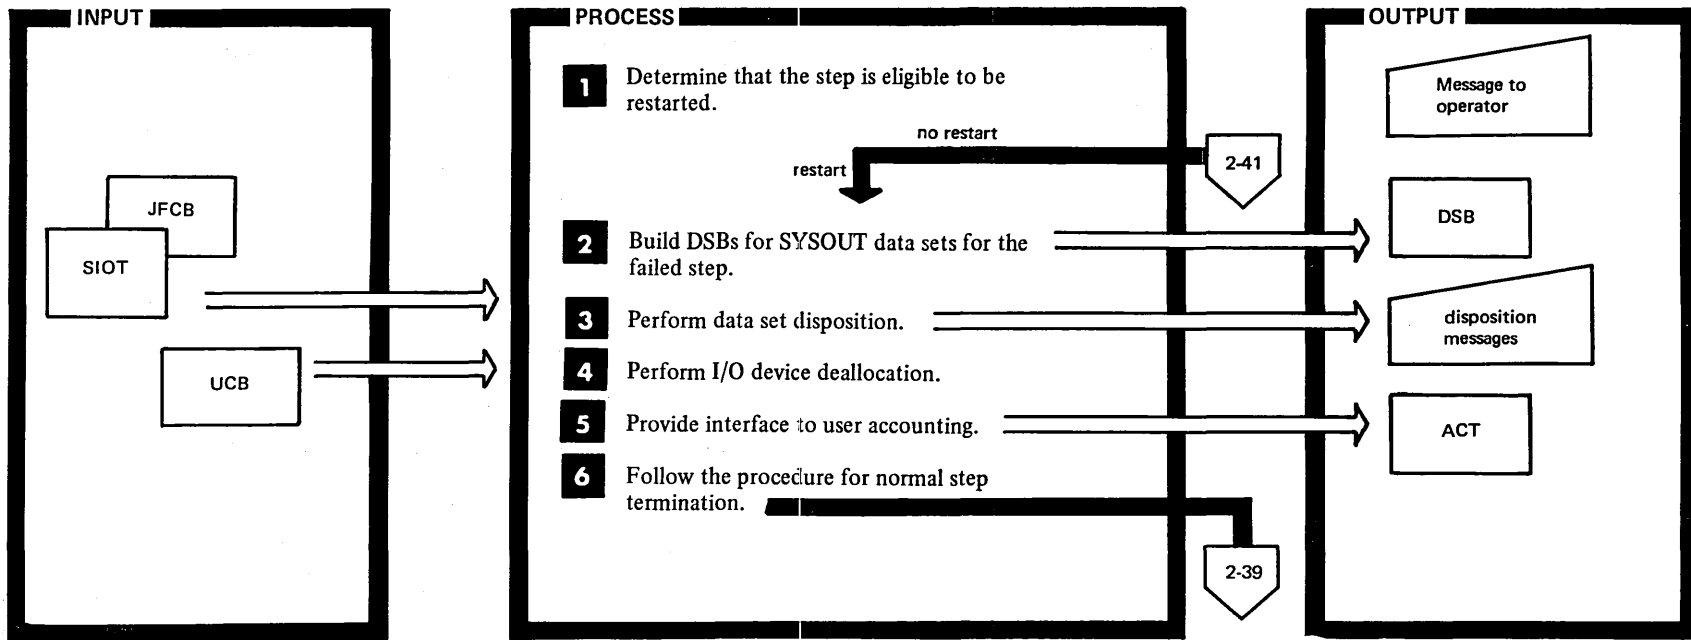 INPUT
JFCB
SIOT
UCB
PROCESS
1 Determine that the step is eligible to be
restarted.
no restart
restart
2-41
2 Build DSBs for SYSOUT data sets for the
failed step.
3 Perform data set disposition.
4 Perform I/O device deallocation.
5 Provide interface to user accounting.
6 Follow the procedure for normal step
termination.
2-39
OUTPUT
Message to
operator
DSB
disposition
messages
ACT